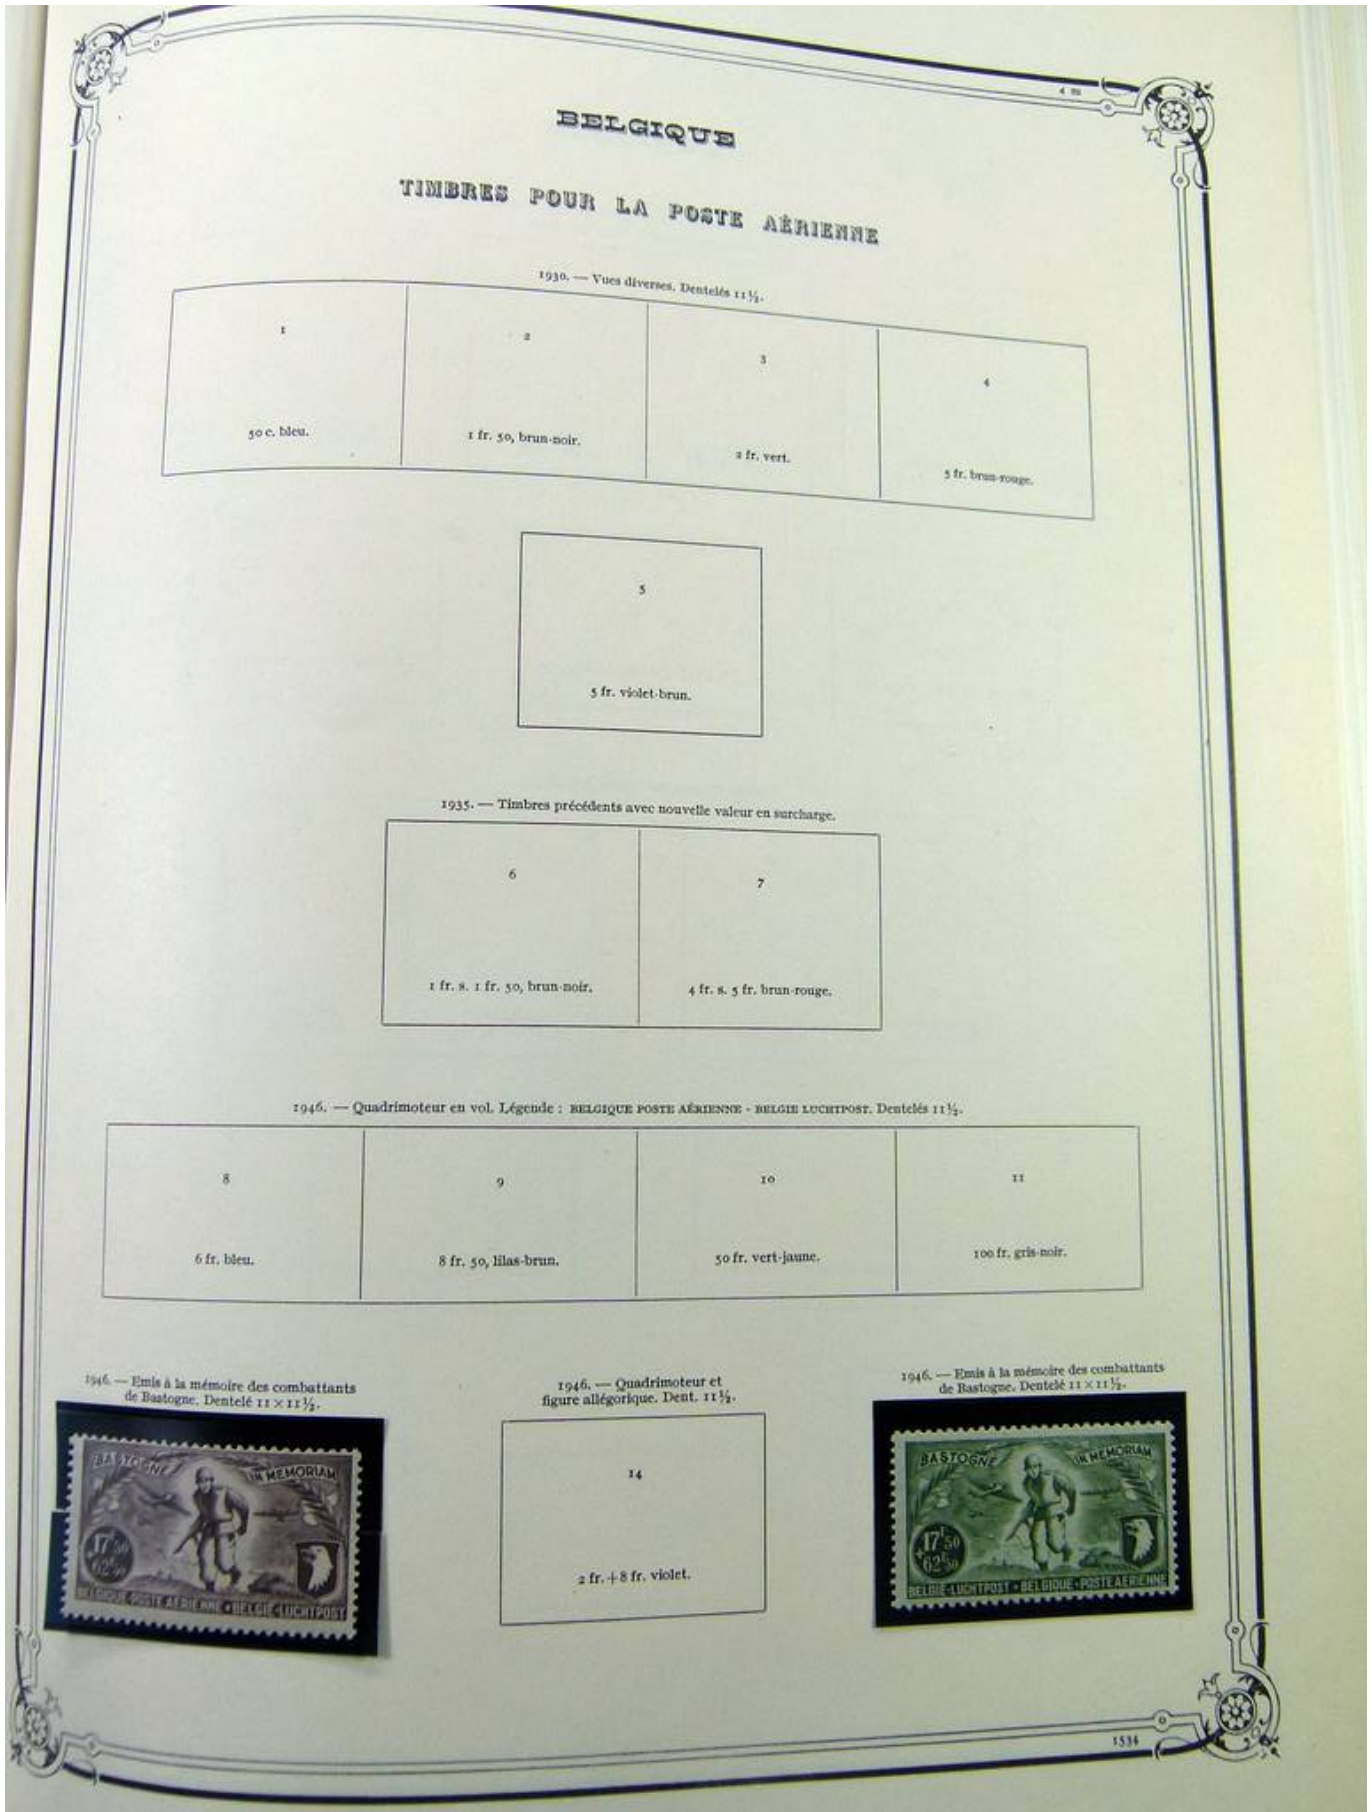 4 m
BELGIQUE
TIMBRES POUR LA POSTE AÉRIENNE
1930. — Vues diverses. Dentelés 11½.
1
2
3
4
50 c. bleu.
1 fr. 50, brun-noir.
2 fr. vert.
5 fr. brun-rouge.
5
5 fr. violet-brun.
1935. — Timbres précédents avec nouvelle valeur en surcharge.
6
7
1 fr. s. 1 fr. 50, brun-noir.
4 fr. s. 5 fr. brun-rouge.
1946. — Quadrimoteur en vol. Légende : BELGIQUE POSTE AÉRIENNE - BELGIE LUCHTPOST. Dentelés 11½.
8
9
10
11
6 fr. bleu.
8 fr. 50, lilas-brun.
50 fr. vert-jaune.
100 fr. gris-noir.
1946. — Emis à la mémoire des combattants
de Bastogne. Dentelé 11 × 11½.
BASTOGNE
IN MEMORIAM
17F50
+62F50
BELGIQUE-POSTE AERIENNE • BELGIE-LUCHTPOST
1946. — Quadrimoteur et
figure allégorique. Dent. 11½.
14
2 fr. + 8 fr. violet.
1946. — Emis à la mémoire des combattants
de Bastogne. Dentelé 11 × 11½.
BASTOGNE
IN MEMORIAM
17F50
+62F50
BELGIE-LUCHTPOST • BELGIQUE-POSTE AERIENNE
1534